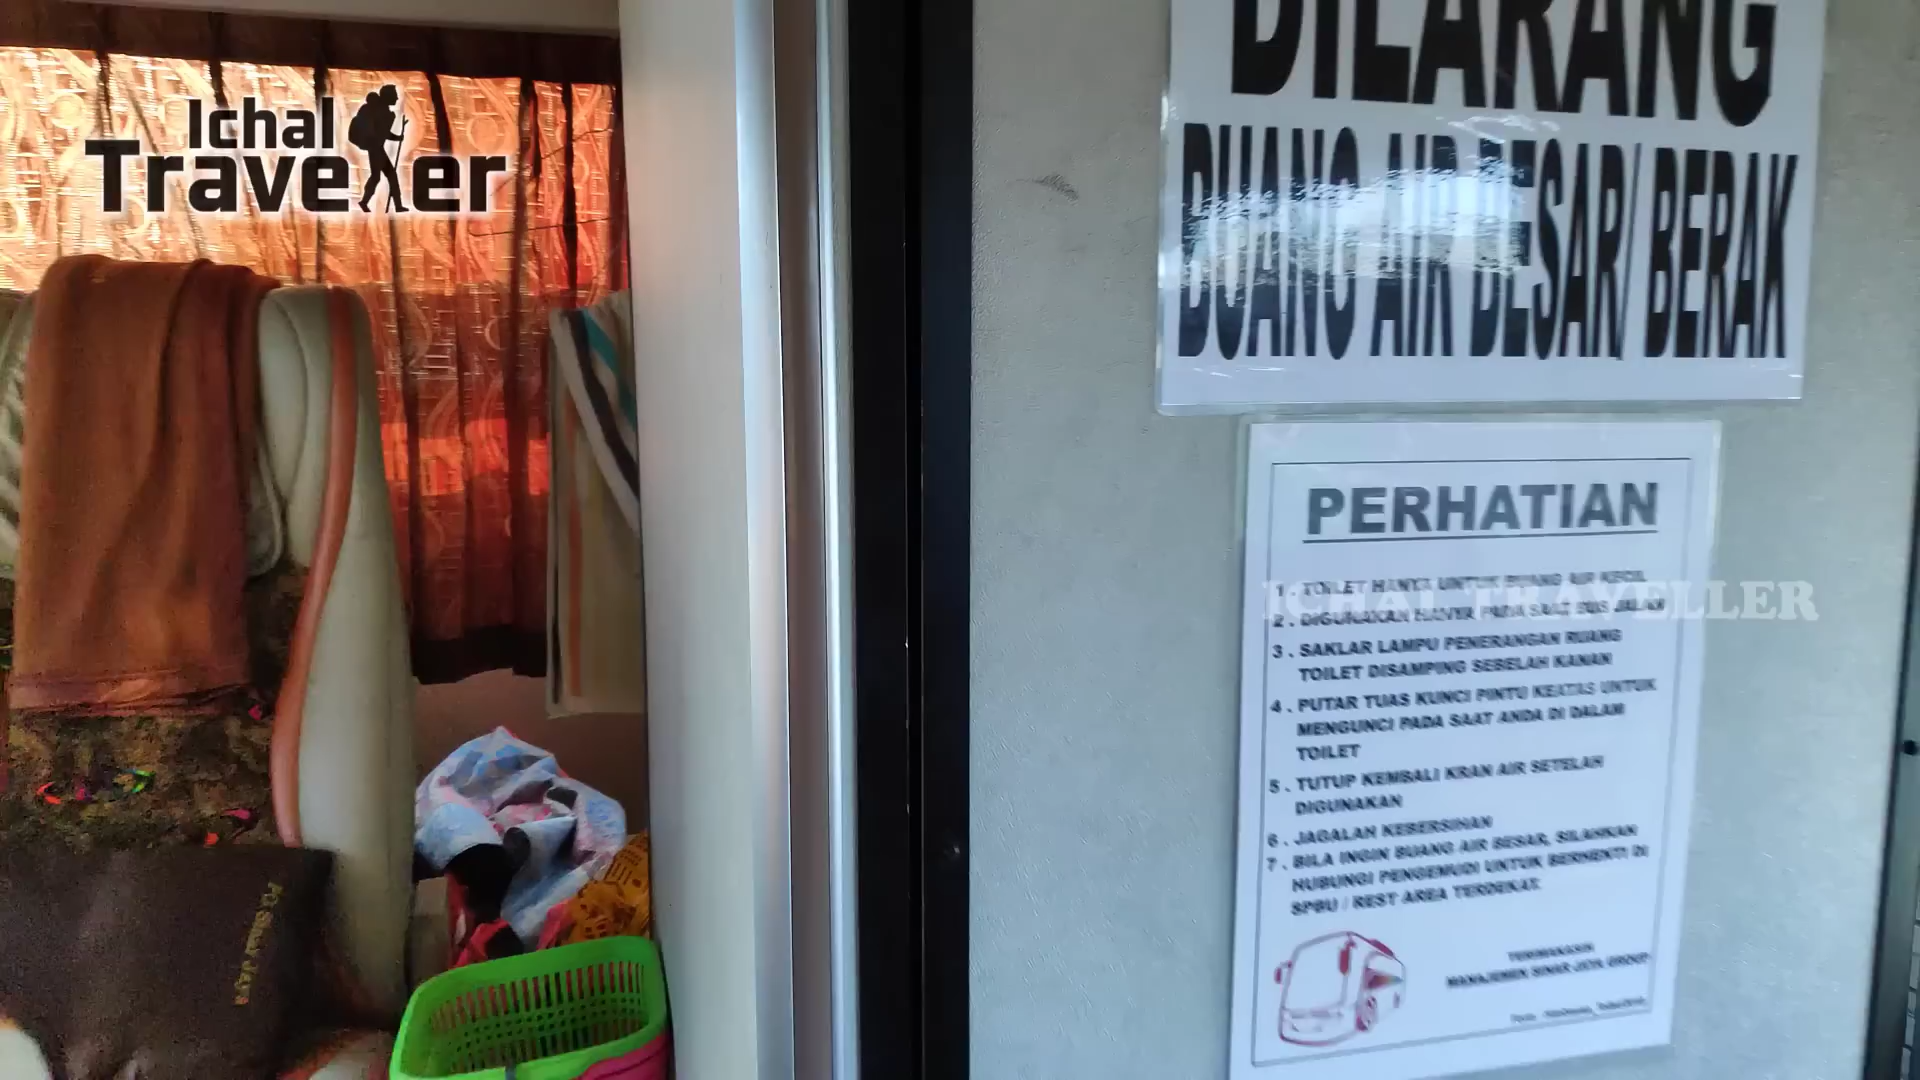 Ichal
Traveller
DILARANG
BUANG AIR BESAR/ BERAK
PERHATIAN
1. TOILET HANYA UNTUK BUANG AIR KECIL
2. DIGUNAKAN HANYA PADA SAAT BUS JALAN
ICHAL TRAVELLER
3. SAKLAR LAMPU PENERANGAN RUANG
TOILET DISAMPING SEBELAH KANAN
4. PUTAR TUAS KUNCI PINTU KEATAS UNTUK
MENGUNCI PADA SAAT ANDA DI DALAM
TOILET
5. TUTUP KEMBALI KRAN AIR SETELAH
DIGUNAKAN
6. JAGALAH KEBERSIHAN
7. BILA INGIN BUANG AIR BESAR, SILAHKAN
HUBUNGI PENGEMUDI UNTUK BERHENTI DI
SPBU / REST AREA TERDEKAT.
TERIMAKASIH
MANAJEMEN SINAR JAYA GROUP
PO Sinar Jaya